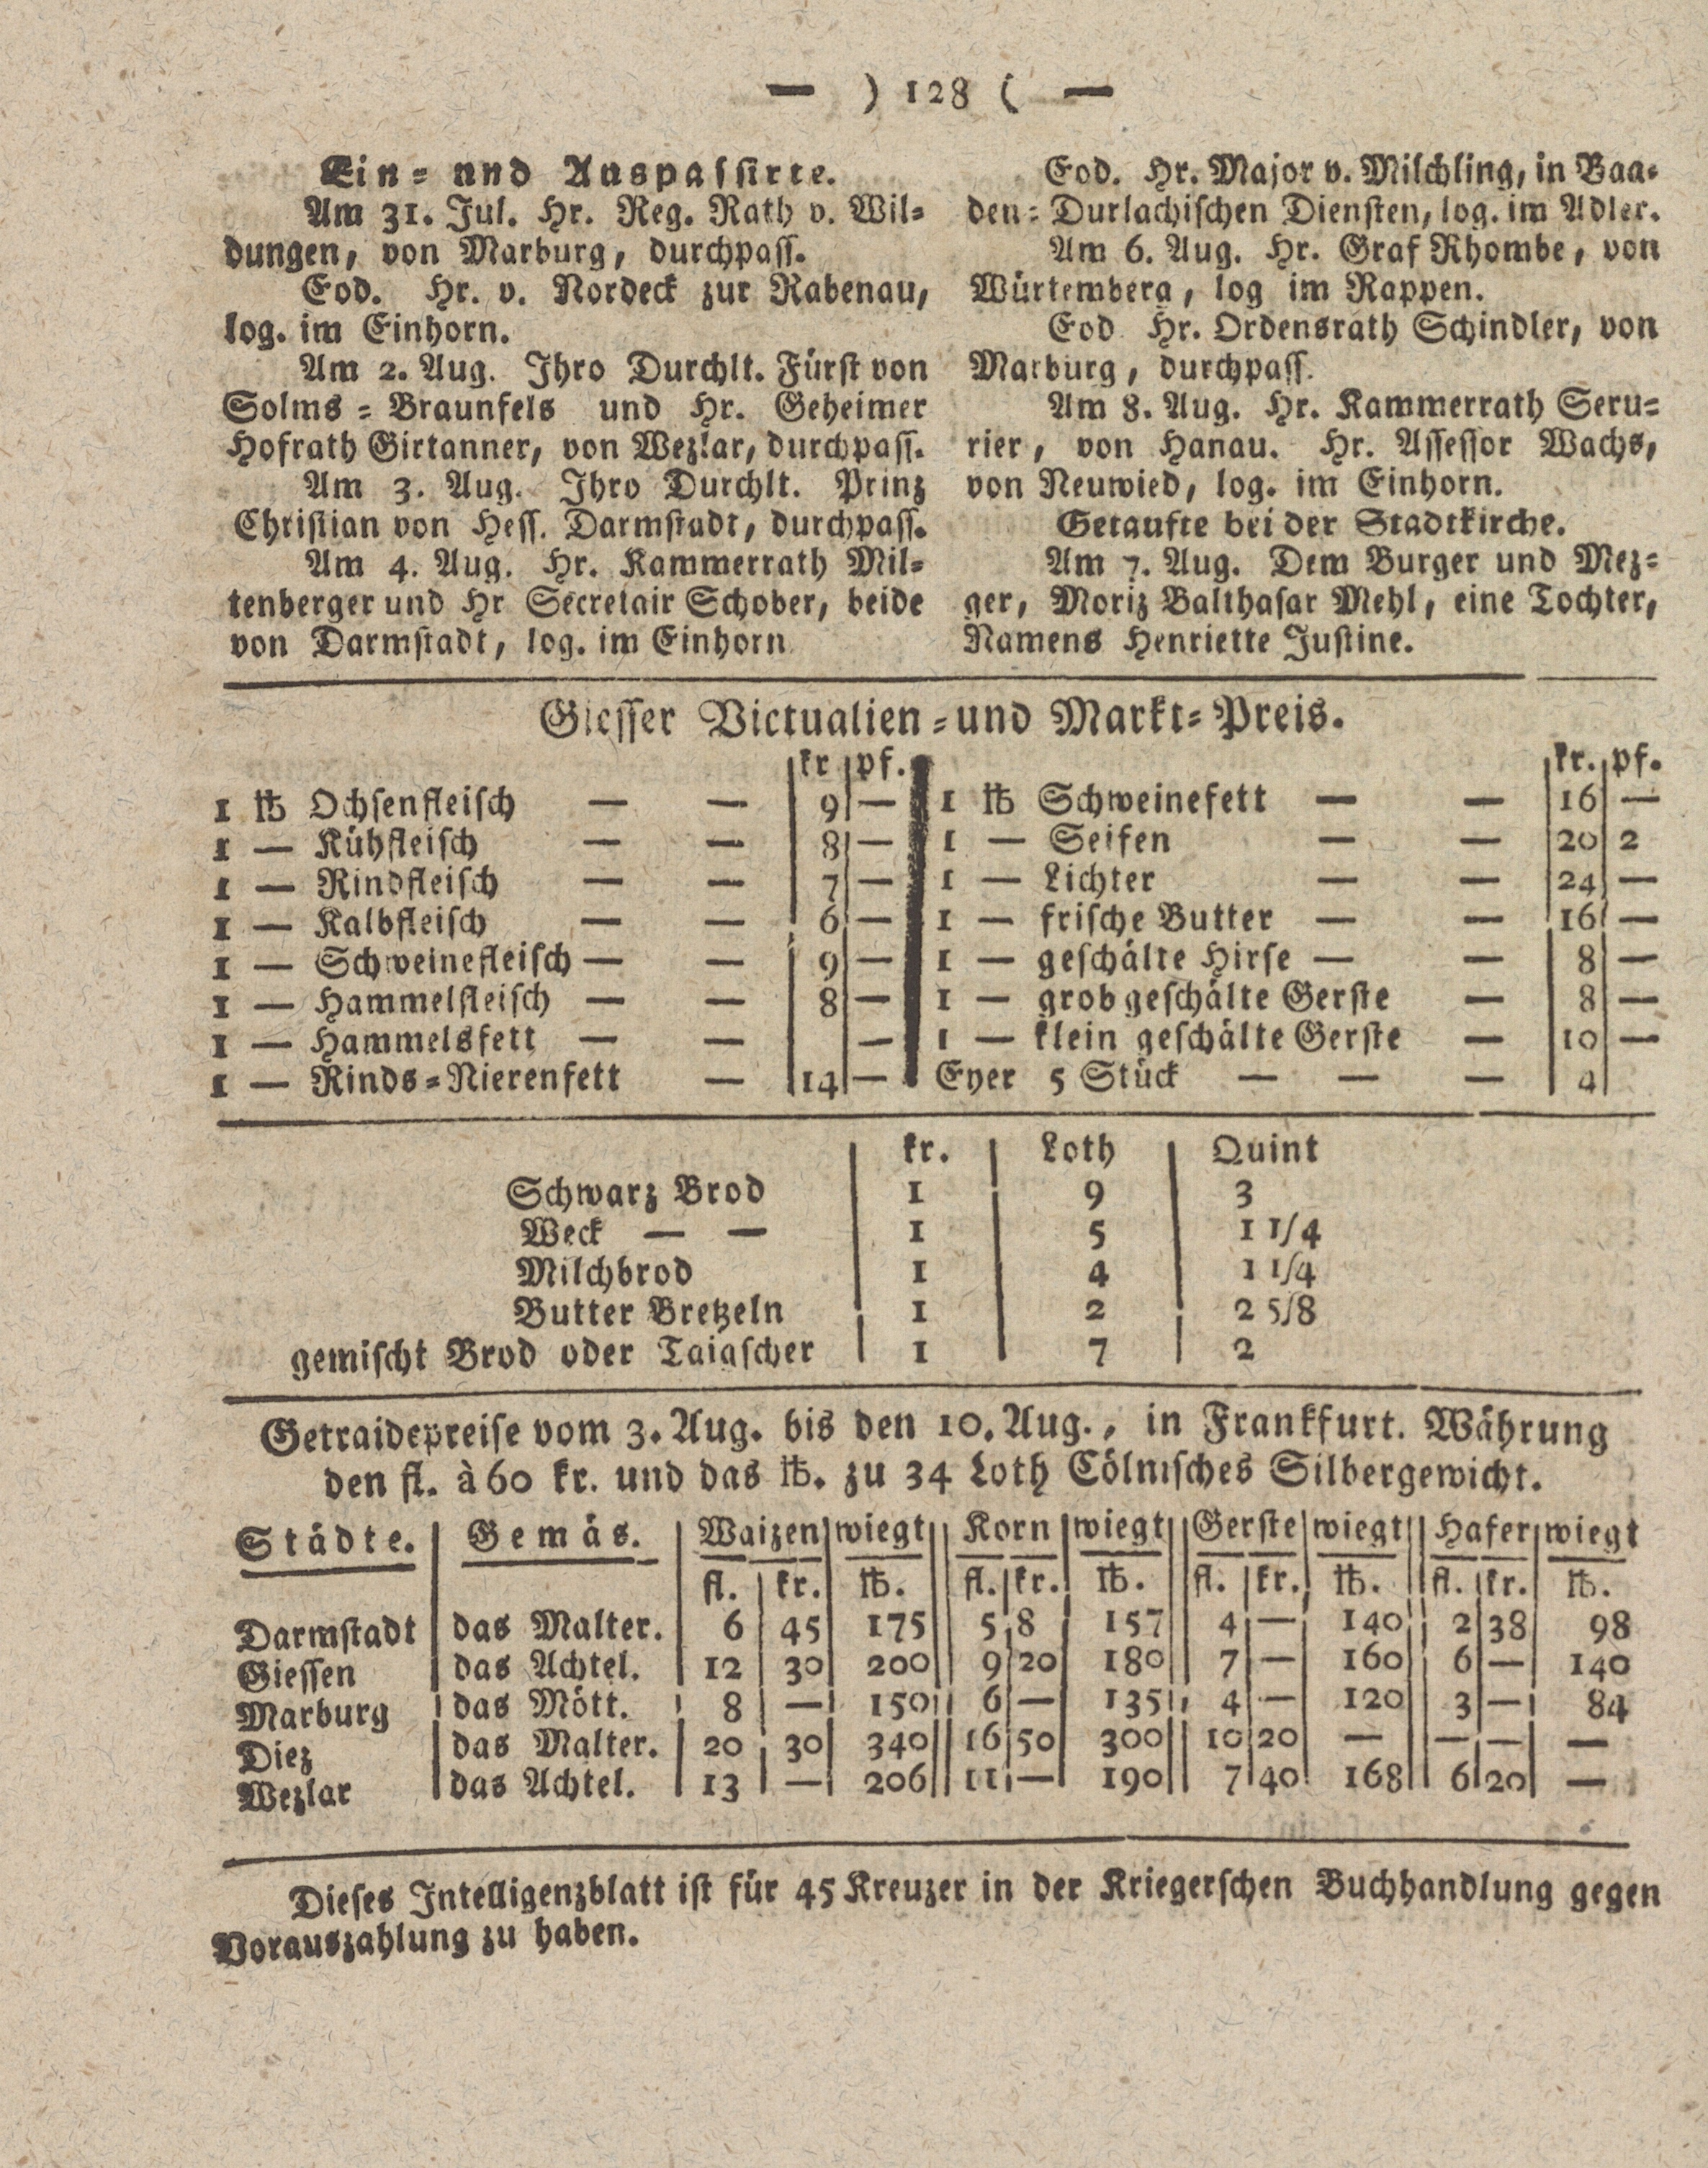 — ) 128 ( —
Ein- und Auspassirte.
Am 31. Jul. Hr. Reg. Rath v. Wil-
dungen, von Marburg, durchpass.
Eod. Hr. v. Nordeck zur Rabenau,
log. im Einhorn.
Am 2. Aug. Ihro Durchlt. Fürst von
Solms-Braunfels und Hr. Geheimer
Hofrath Girtanner, von Wezlar, durchpass.
Am 3. Aug. Ihro Durchlt. Prinz
Christian von Hess. Darmstadt, durchpass.
Am 4. Aug. Hr. Kammerrath Mil-
tenberger und Hr Secretair Schober, beide
von Darmstadt, log. im Einhorn
Eod. Hr. Major v. Milchling, in Baa-
den-Durlachischen Diensten, log. im Adler.
Am 6. Aug. Hr. Graf Rhombe, von
Würtemberg, log im Rappen.
Eod Hr. Ordensrath Schindler, von
Marburg, durchpass.
Am 8. Aug. Hr. Kammerrath Seru-
rier, von Hanau. Hr. Assessor Wachs,
von Neuwied, log. im Einhorn.
Getaufte bei der Stadtkirche.
Am 7. Aug. Dem Burger und Mez-
ger, Moriz Balthasar Mehl, eine Tochter,
Namens Henriette Justine.
Giesser Victualien-und Markt-Preis.
kr pf.
1 ℔ Ochsenfleisch — — 9 —
1 — Kühfleisch — — 8 —
1 — Rindfleisch — — 7 —
1 — Kalbfleisch — — 6 —
1 — Schweinefleisch — — 9 —
1 — Hammelfleisch — — 8 —
1 — Hammelsfett — — —
1 — Rinds-Nierenfett — 14 —
kr. pf.
1 ℔ Schweinefett — — 16 —
1 — Seifen — — 20 2
1 — Lichter — — 24 —
1 — frische Butter — — 16 —
1 — geschälte Hirse — — 8 —
1 — grob geschälte Gerste — 8 —
1 — klein geschälte Gerste — 10 —
Eyer 5 Stück — — — 4
kr. Loth Quint
Schwarz Brod 1 9 3
Weck — — 1 5 1 1/4
Milchbrod 1 4 1 1/4
Butter Bretzeln 1 2 2 5/8
gemischt Brod oder Taigscher 1 7 2
Getraidepreise vom 3. Aug. bis den 10. Aug., in Frankfurt. Währung
den fl. à 60 kr. und das ℔. zu 34 Loth Cölnisches Silbergewicht.
Städte. Gemäs. Waizen wiegt Korn wiegt Gerste wiegt Hafer wiegt
fl. kr. ℔. fl. kr. ℔. fl. kr. ℔. fl. kr. ℔.
Darmstadt das Malter. 6 45 175 5 8 157 4 — 140 2 38 98
Giessen das Achtel. 12 30 200 9 20 180 7 — 160 6 — 140
Marburg das Mött. 8 — 150 6 — 135 4 — 120 3 — 84
Diez das Malter. 20 30 340 16 50 300 10 20 — — — —
Wezlar das Achtel. 13 — 206 11 — 190 7 40 168 6 20 —
Dieses Intelligenzblatt ist für 45 Kreuzer in der Kriegerschen Buchhandlung gegen
Vorauszahlung zu haben.